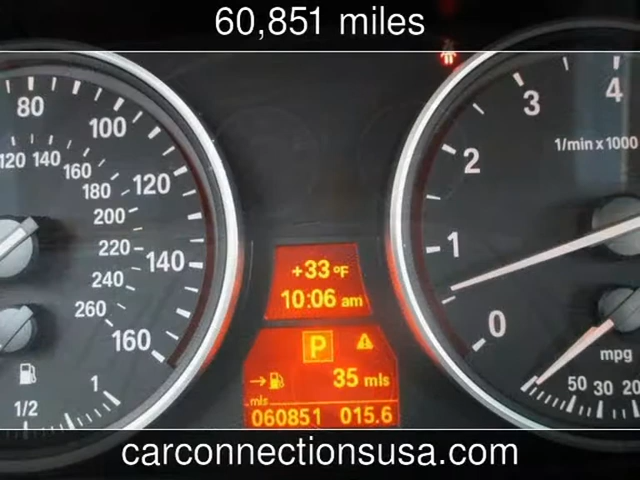 60,851 miles
80
100
120
140
160
120 140
160
180
200
220
240
260
1/2
1
+33 °F
10:06 am
P
35 mls
mls
060851 015.6
4
3
2
1
0
1/min x 1000
mpg
50 30 20
carconnectionsusa.com